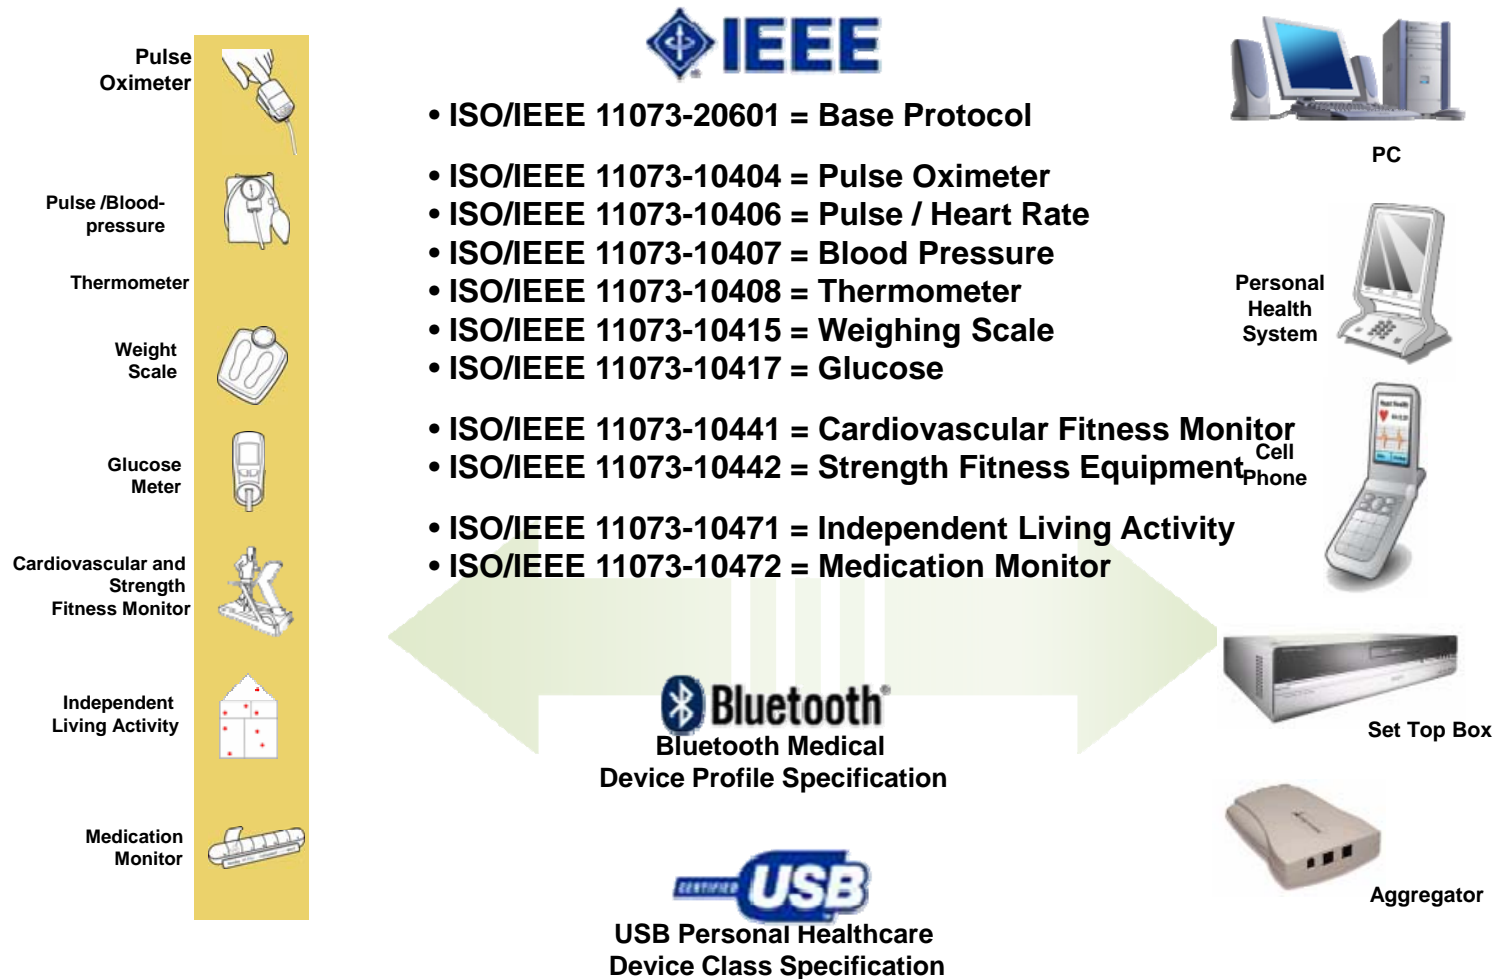 IEEE
Pulse
Oximeter
Pulse /Blood-
pressure
Thermometer
Weight
Scale
Glucose
Meter
Cardiovascular and
Strength
Fitness Monitor
Independent
Living Activity
Medication
Monitor
• ISO/IEEE 11073-20601 = Base Protocol
• ISO/IEEE 11073-10404 = Pulse Oximeter
• ISO/IEEE 11073-10406 = Pulse / Heart Rate
• ISO/IEEE 11073-10407 = Blood Pressure
• ISO/IEEE 11073-10408 = Thermometer
• ISO/IEEE 11073-10415 = Weighing Scale
• ISO/IEEE 11073-10417 = Glucose
• ISO/IEEE 11073-10441 = Cardiovascular Fitness Monitor
• ISO/IEEE 11073-10442 = Strength Fitness Equipment
• ISO/IEEE 11073-10471 = Independent Living Activity
• ISO/IEEE 11073-10472 = Medication Monitor
Bluetooth®
Bluetooth Medical
Device Profile Specification
CERTIFIED USB
USB Personal Healthcare
Device Class Specification
PC
Personal
Health
System
Cell
Phone
Set Top Box
Aggregator